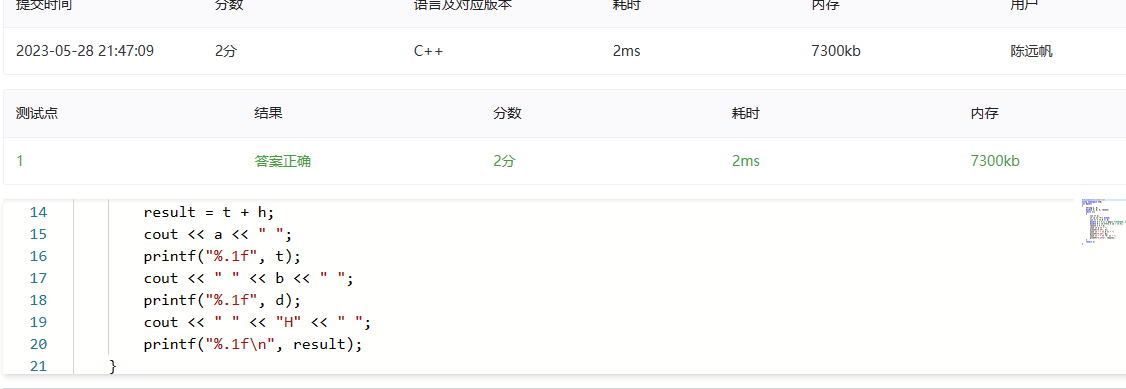 提交时间 分数 语言及对应版本 耗时 内存 用户
2023-05-28 21:47:09 2分 C++ 2ms 7300kb 陈远帆
测试点 结果 分数 耗时 内存
1 答案正确 2分 2ms 7300kb
14 result = t + h;
15 cout << a << " ";
16 printf("%.1f", t);
17 cout << " " << b << " ";
18 printf("%.1f", d);
19 cout << " " << "H" << " ";
20 printf("%.1f\n", result);
21 }